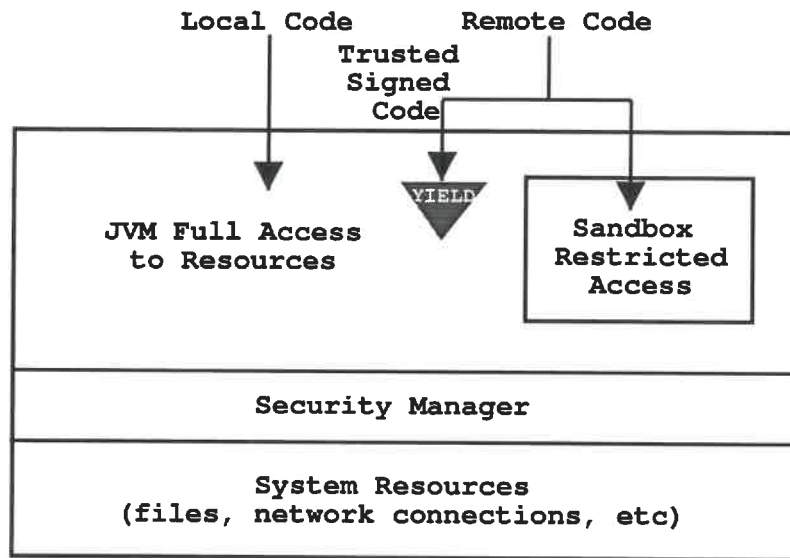 Local Code
Remote Code
Trusted
Signed
Code
YIELD
JVM Full Access
to Resources
Sandbox
Restricted
Access
Security Manager
System Resources
(files, network connections, etc)